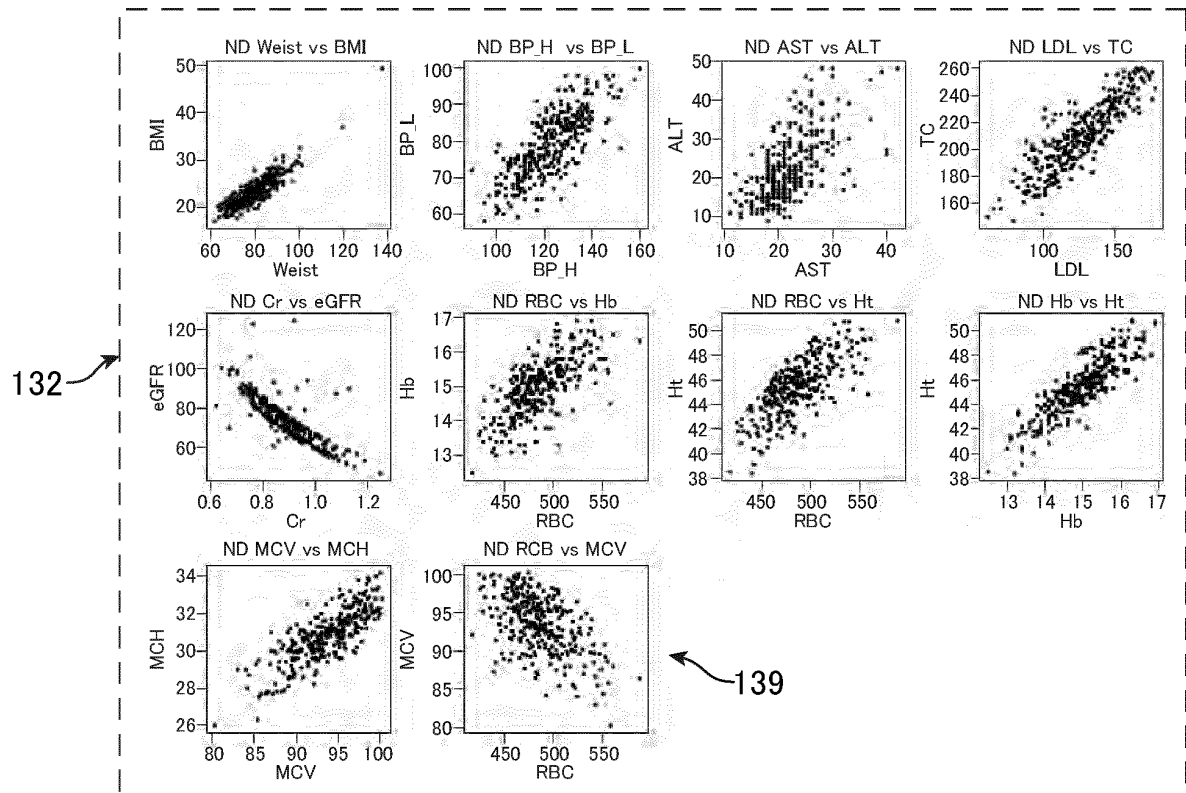 ND Weist vs BMI
50
40
30
20
BMI
60 80 100 120 140
Weist
ND BP_H vs BP_L
100
90
80
70
60
BP_L
100 120 140 160
BP_H
ND AST vs ALT
50
40
30
20
10
ALT
10 20 30 40
AST
ND LDL vs TC
260
240
220
200
180
160
TC
100 150
LDL
132
ND Cr vs eGFR
120
100
80
60
eGFR
0.6 0.8 1.0 1.2
Cr
ND RBC vs Hb
17
16
15
14
13
Hb
450 500 550
RBC
ND RBC vs Ht
50
48
46
44
42
40
38
Ht
450 500 550
RBC
ND Hb vs Ht
50
48
46
44
42
40
38
Ht
13 14 15 16 17
Hb
ND MCV vs MCH
34
32
30
28
26
MCH
80 85 90 95 100
MCV
ND RCB vs MCV
100
95
90
85
80
MCV
450 500 550
RBC
139